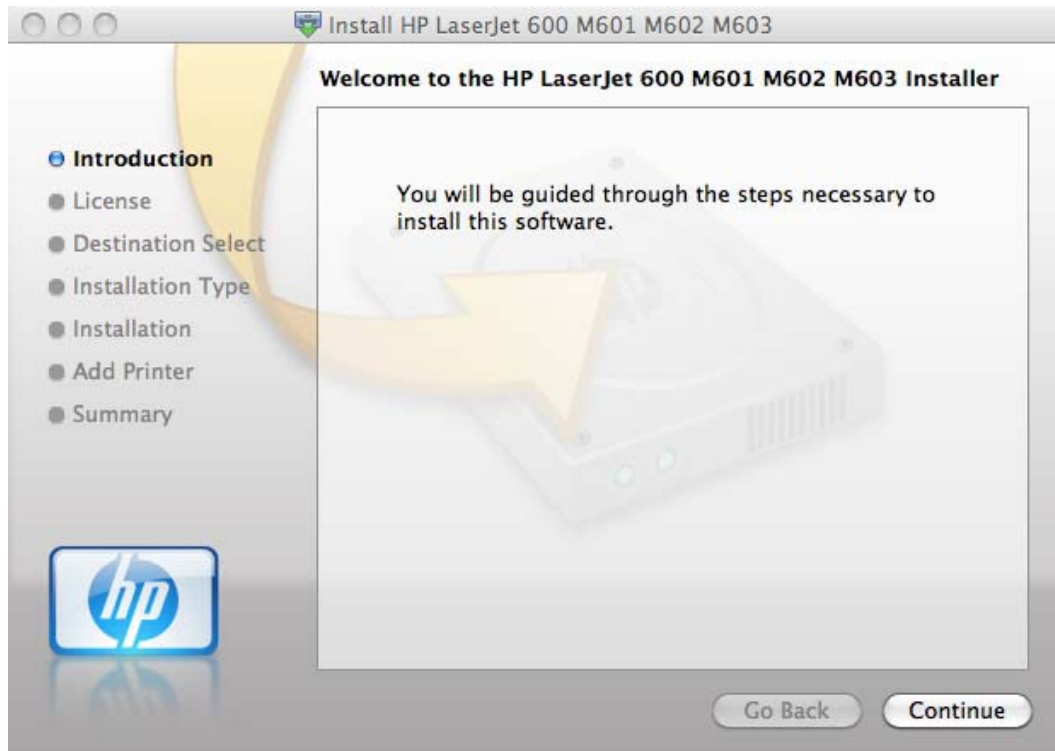 Install HP LaserJet 600 M601 M602 M603
Welcome to the HP LaserJet 600 M601 M602 M603 Installer
Introduction
License
Destination Select
Installation Type
Installation
Add Printer
Summary
You will be guided through the steps necessary to
install this software.
hp
Go Back
Continue